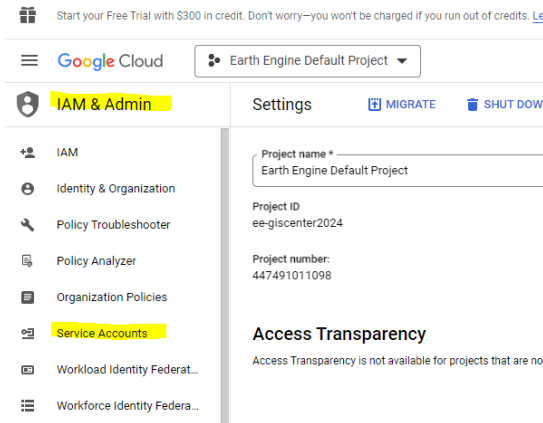 Start your Free Trial with $300 in credit. Don't worry—you won't be charged if you run out of credits. Le
Google Cloud
Earth Engine Default Project
IAM & Admin
Settings
MIGRATE
SHUT DOW
IAM
Identity & Organization
Policy Troubleshooter
Policy Analyzer
Organization Policies
Service Accounts
Workload Identity Federat...
Workforce Identity Federa...
Project name *
Earth Engine Default Project
Project ID
ee-giscenter2024
Project number:
447491011098
Access Transparency
Access Transparency is not available for projects that are no